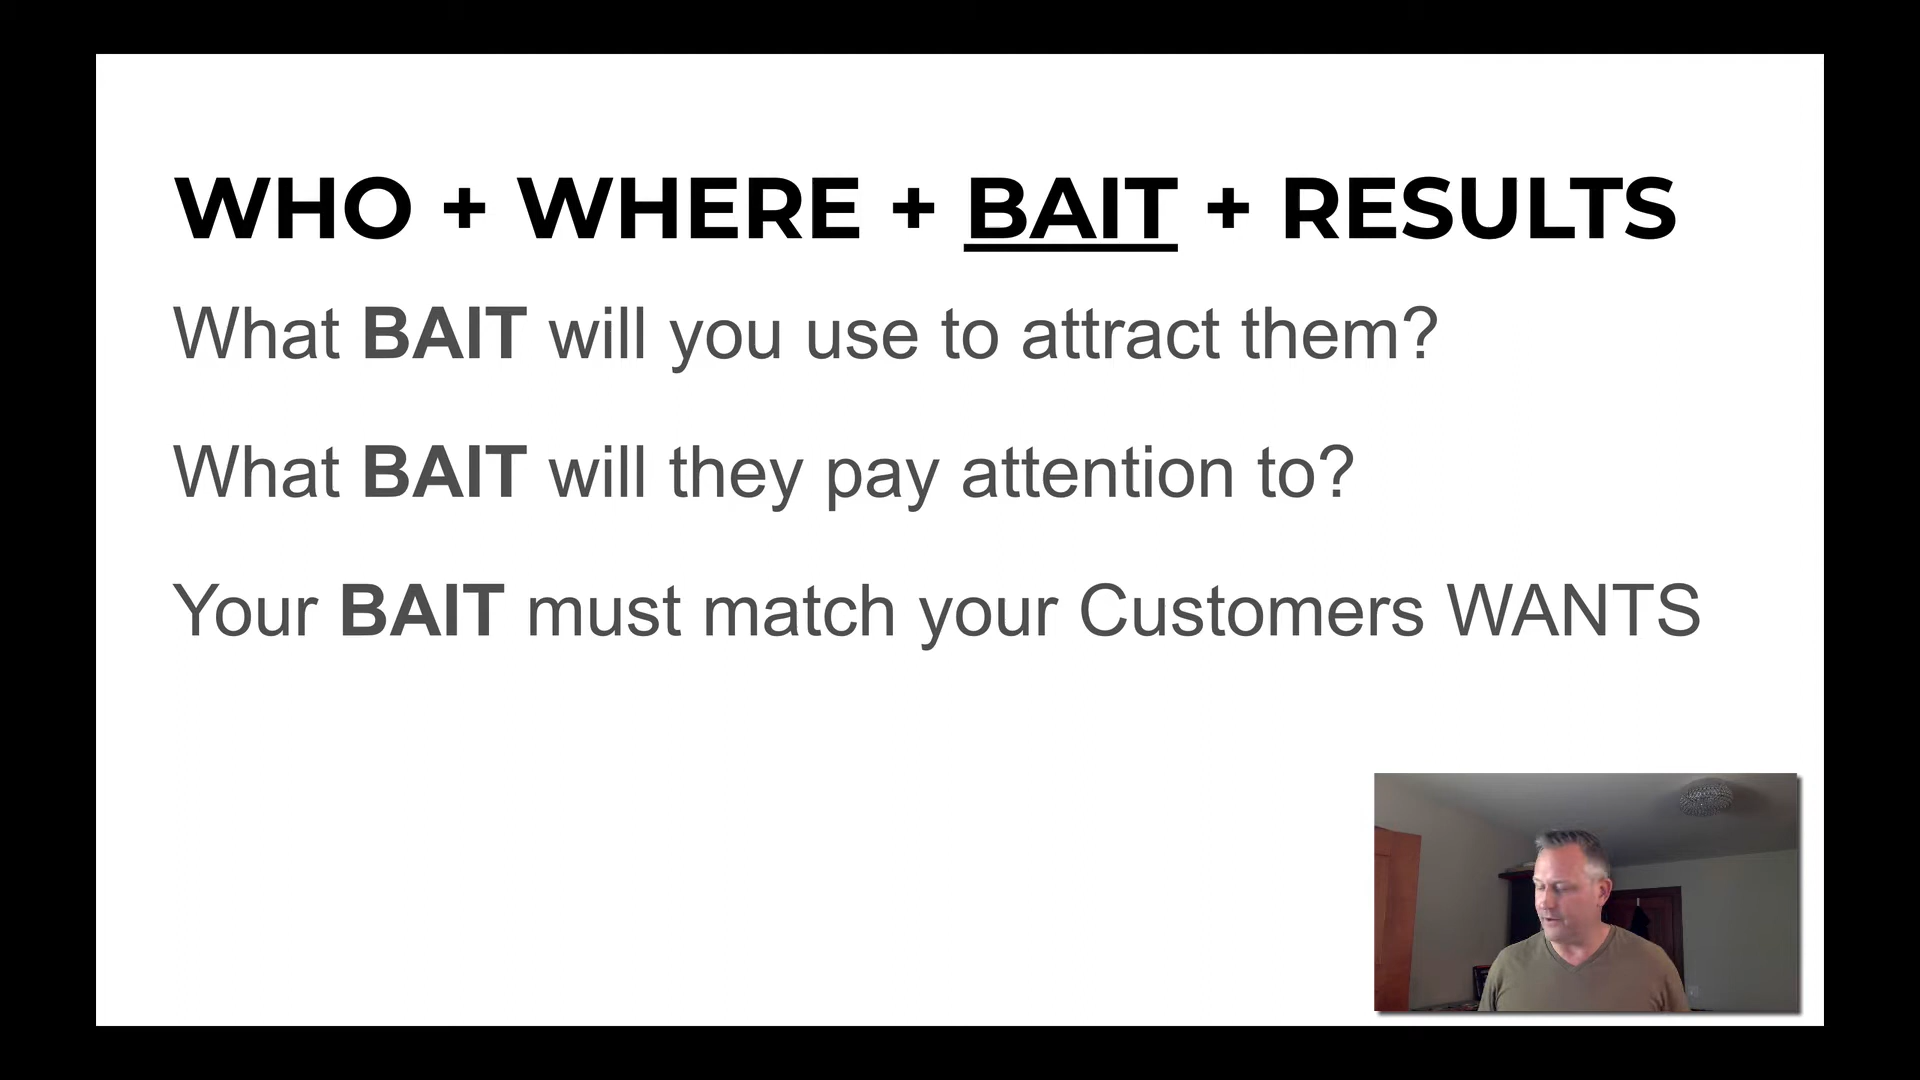 WHO + WHERE + BAIT + RESULTS
What BAIT will you use to attract them?
What BAIT will they pay attention to?
Your BAIT must match your Customers WANTS